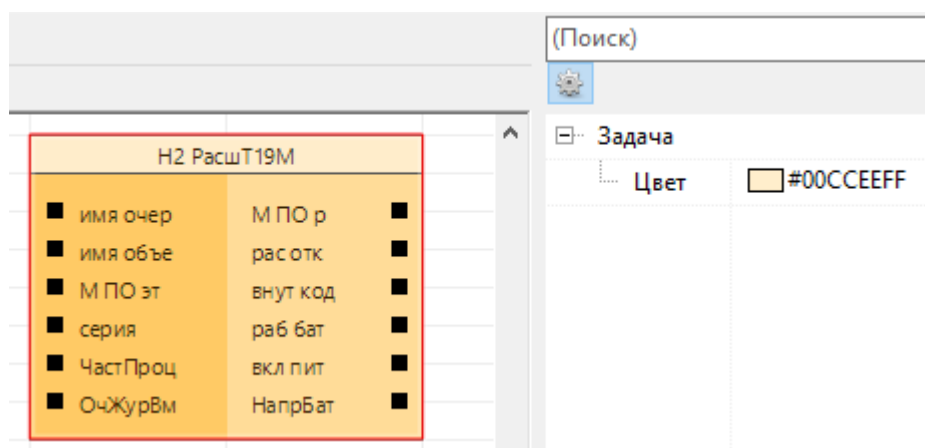 (Поиск)
Задача
Цвет #00CCEEFF
Н2 РасшТ19М
имя очер М ПО р
имя объе рас отк
М ПО эт внут код
серия раб бат
ЧастПроц вкл пит
ОчЖурВм НапрБат